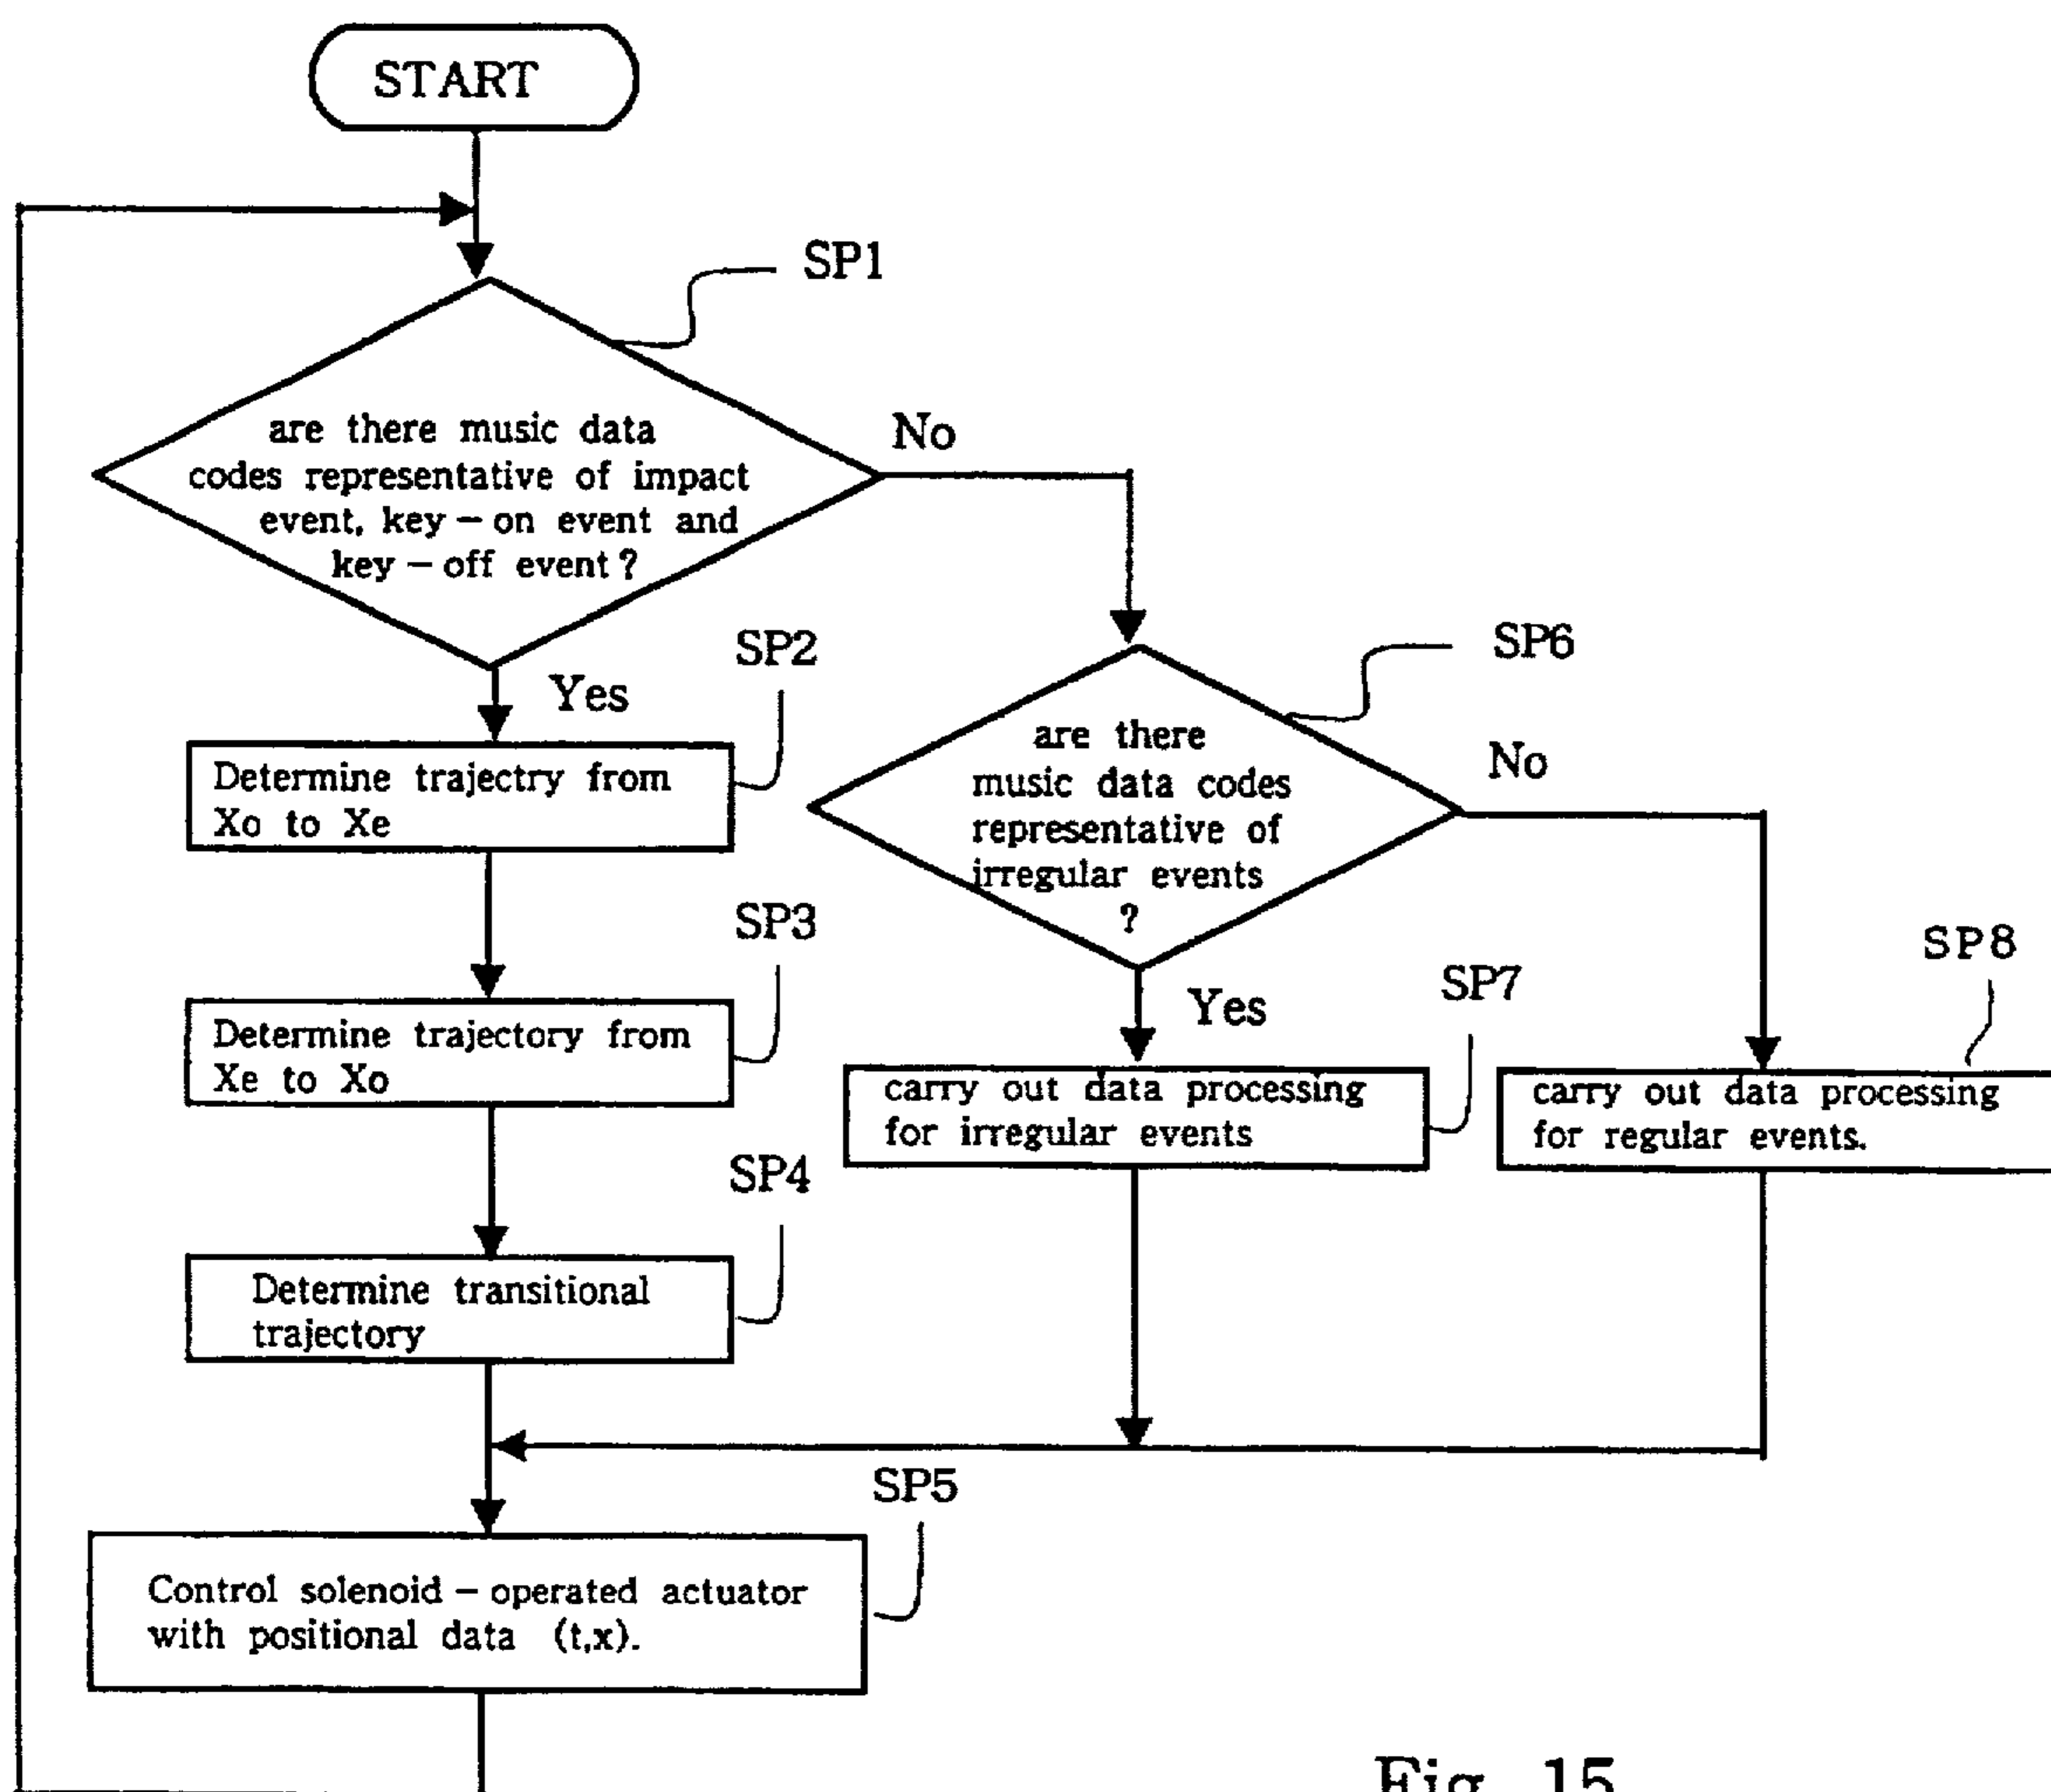 START
SP1
are there music data
codes representative of impact
event, key – on event and
key – off event ?
No
Yes
SP2
Determine trajectry from
Xo to Xe
SP6
are there
music data codes
representative of
irregular events
?
No
Yes
SP3
Determine trajectory from
Xe to Xo
SP7
carry out data processing
for irregular events
SP8
carry out data processing
for regular events.
SP4
Determine transitional
trajectory
SP5
Control solenoid – operated actuator
with positional data (t,x).
Fig. 15